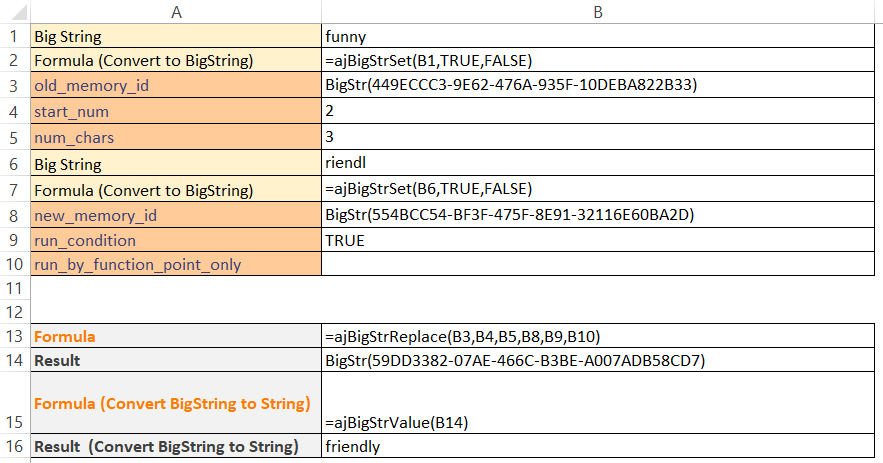 A B
1 Big String funny
2 Formula (Convert to BigString) =ajBigStrSet(B1,TRUE,FALSE)
3 old_memory_id BigStr(449ECCC3-9E62-476A-935F-10DEBA822B33)
4 start_num 2
5 num_chars 3
6 Big String riendl
7 Formula (Convert to BigString) =ajBigStrSet(B6,TRUE,FALSE)
8 new_memory_id BigStr(554BCC54-BF3F-475F-8E91-32116E60BA2D)
9 run_condition TRUE
10 run_by_function_point_only
11
12
13 Formula =ajBigStrReplace(B3,B4,B5,B8,B9,B10)
14 Result BigStr(59DD3382-07AE-466C-B3BE-A007ADB58CD7)
15 Formula (Convert BigString to String) =ajBigStrValue(B14)
16 Result  (Convert BigString to String) friendly